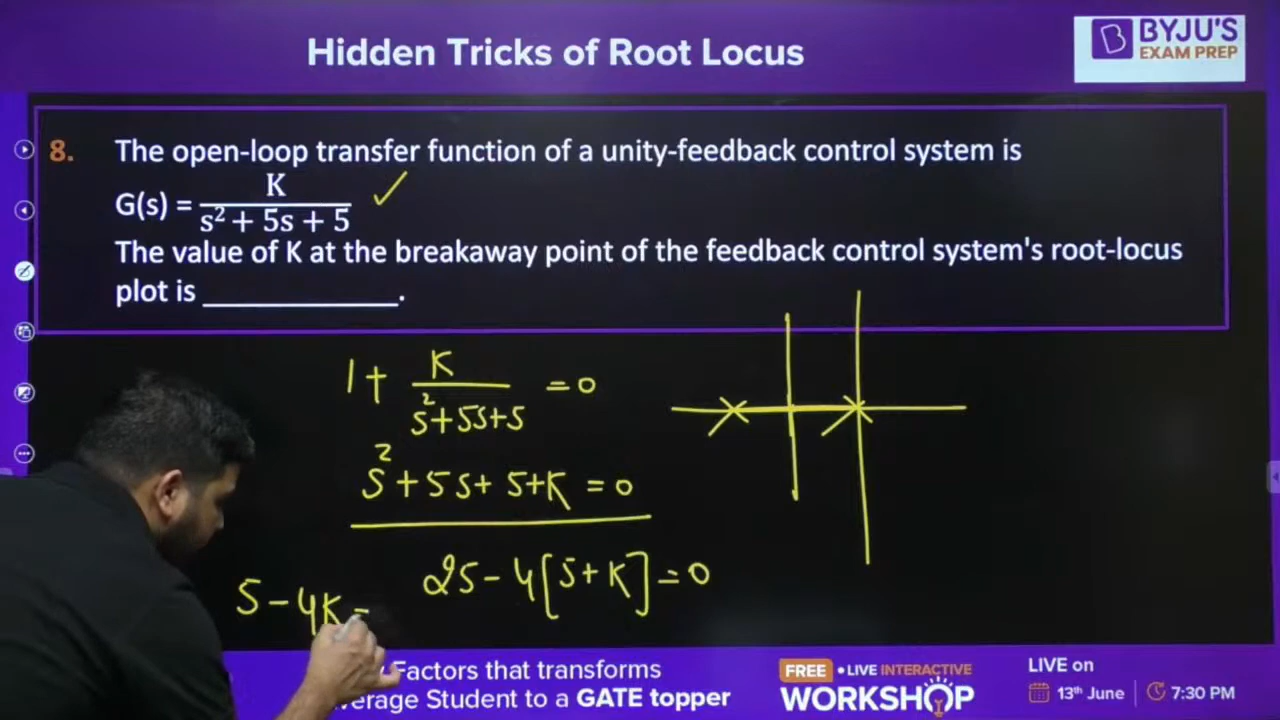 Hidden Tricks of Root Locus
BYJU'S
EXAM PREP
8. The open-loop transfer function of a unity-feedback control system is
G(s) = K / (s² + 5s + 5) ✓
The value of K at the breakaway point of the feedback control system's root-locus
plot is ____________.
1 + K / (s² + 5s + 5) = 0
s² + 5s + 5 + K = 0
25 - 4[5 + K] = 0
5 - 4K =
Factors that transforms
verage Student to a GATE topper
FREE • LIVE INTERACTIVE
WORKSHOP
LIVE on
13th June | 7:30 PM